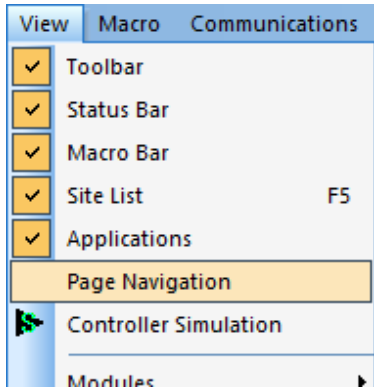 View Macro Communications
Toolbar
Status Bar
Macro Bar
Site List F5
Applications
Page Navigation
Controller Simulation
Modules